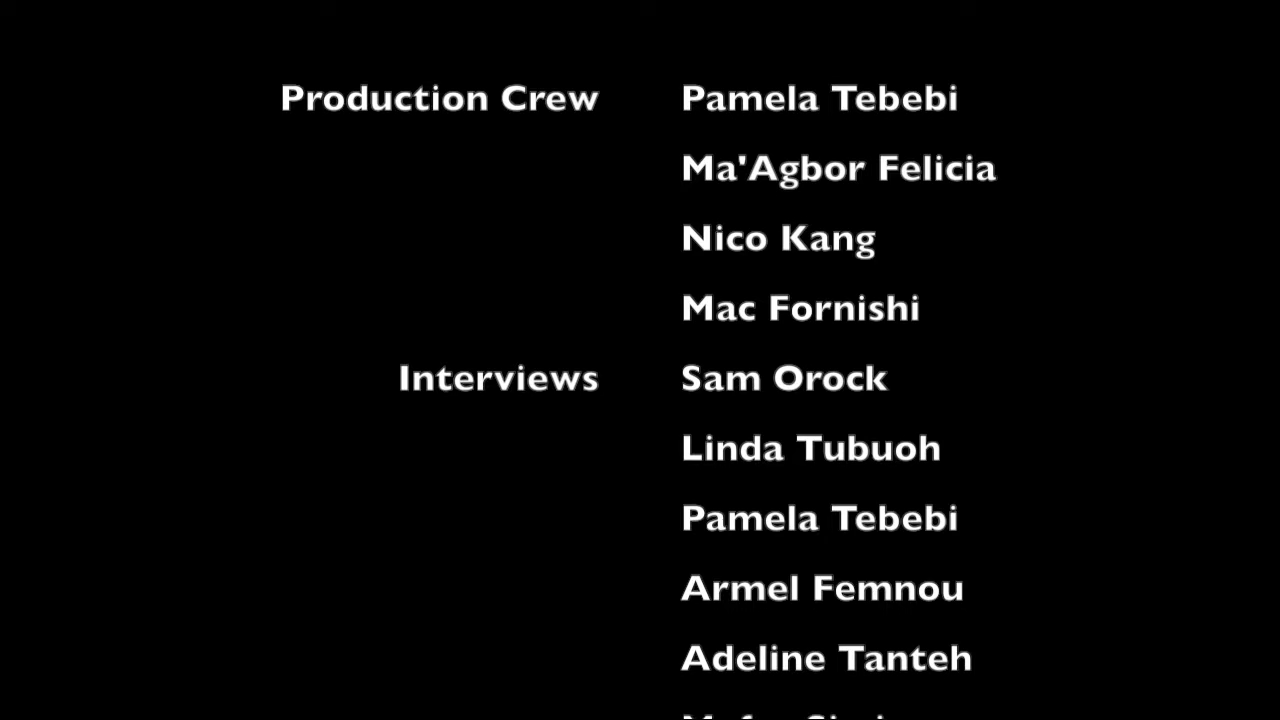 Production Crew Pamela Tebebi
Ma'Agbor Felicia
Nico Kang
Mac Fornishi
Interviews Sam Orock
Linda Tubuoh
Pamela Tebebi
Armel Femnou
Adeline Tanteh